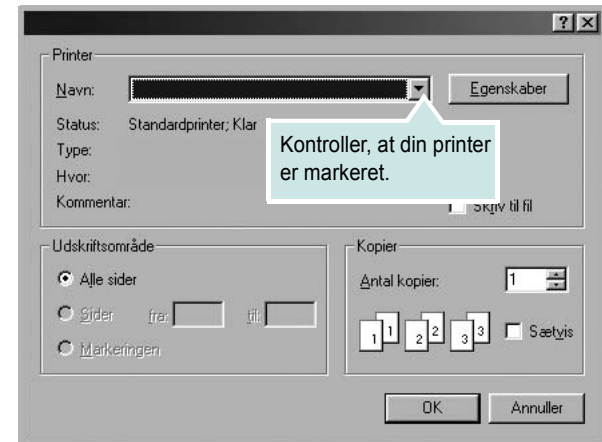 ? ×
Printer
Navn:
Egenskaber
Status: Standardprinter; Klar
Type:
Hvor:
Kommentar:
Kontroller, at din printer
er markeret.
Skriv til fil
Udskriftsområde
Alle sider
Sider fra: til:
Markeringen
Kopier
Antal kopier: 1
1 1 2 2 3 3
Sætvis
OK Annuller